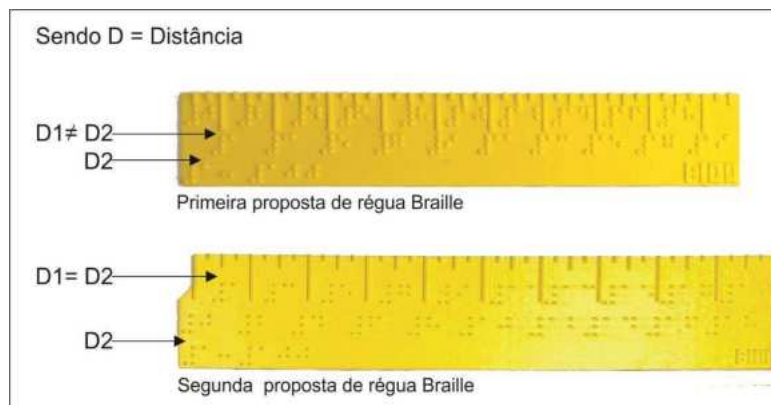 Sendo D = Distância
D1≠ D2
D2
Primeira proposta de régua Braille
D1= D2
D2
Segunda proposta de régua Braille